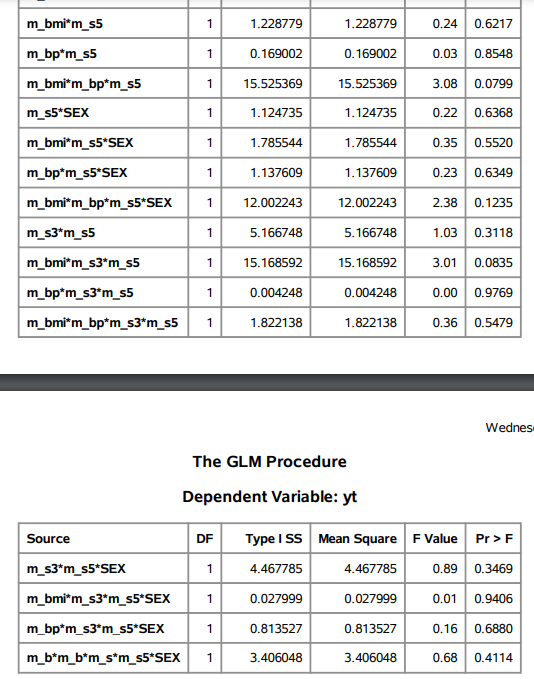 m_bmi*m_s5 1 1.228779 1.228779 0.24 0.6217
m_bp*m_s5 1 0.169002 0.169002 0.03 0.8548
m_bmi*m_bp*m_s5 1 15.525369 15.525369 3.08 0.0799
m_s5*SEX 1 1.124735 1.124735 0.22 0.6368
m_bmi*m_s5*SEX 1 1.785544 1.785544 0.35 0.5520
m_bp*m_s5*SEX 1 1.137609 1.137609 0.23 0.6349
m_bmi*m_bp*m_s5*SEX 1 12.002243 12.002243 2.38 0.1235
m_s3*m_s5 1 5.166748 5.166748 1.03 0.3118
m_bmi*m_s3*m_s5 1 15.168592 15.168592 3.01 0.0835
m_bp*m_s3*m_s5 1 0.004248 0.004248 0.00 0.9769
m_bmi*m_bp*m_s3*m_s5 1 1.822138 1.822138 0.36 0.5479
Wednes
The GLM Procedure
Dependent Variable: yt
Source DF Type I SS Mean Square F Value Pr > F
m_s3*m_s5*SEX 1 4.467785 4.467785 0.89 0.3469
m_bmi*m_s3*m_s5*SEX 1 0.027999 0.027999 0.01 0.9406
m_bp*m_s3*m_s5*SEX 1 0.813527 0.813527 0.16 0.6880
m_b*m_b*m_s*m_s5*SEX 1 3.406048 3.406048 0.68 0.4114